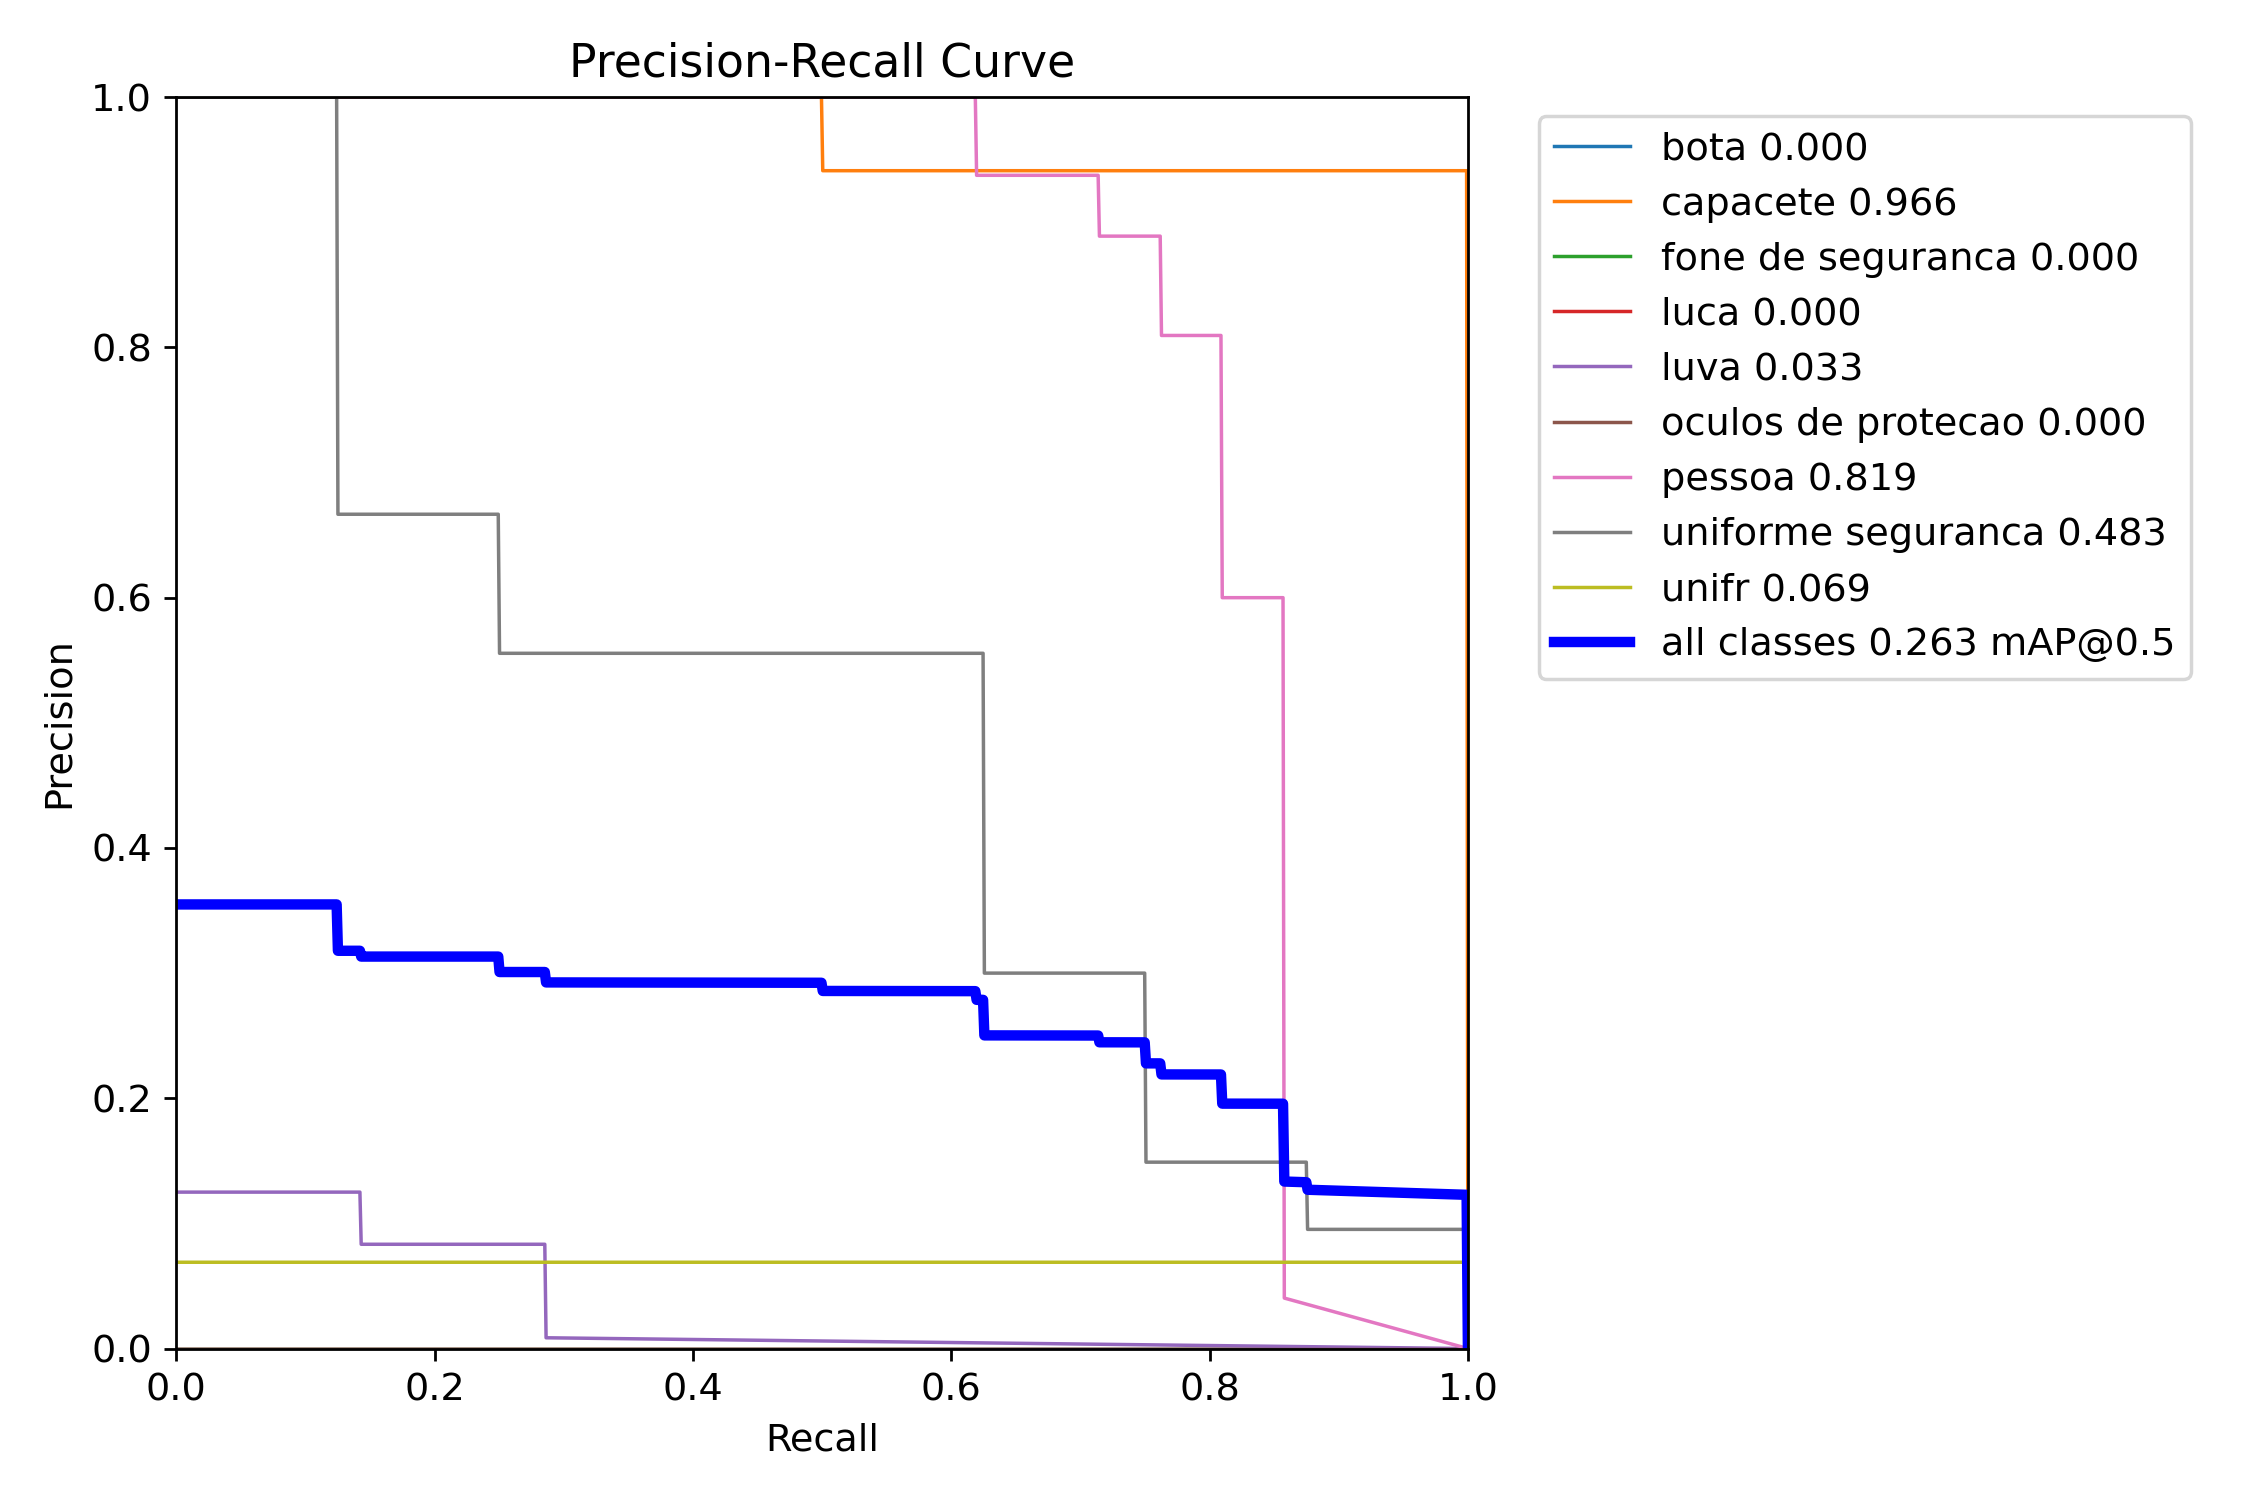 Precision-Recall Curve
1.0
0.8
0.6
0.4
0.2
0.0
Precision
0.0 0.2 0.4 0.6 0.8 1.0
Recall
bota 0.000
capacete 0.966
fone de seguranca 0.000
luca 0.000
luva 0.033
oculos de protecao 0.000
pessoa 0.819
uniforme seguranca 0.483
unifr 0.069
all classes 0.263 mAP@0.5